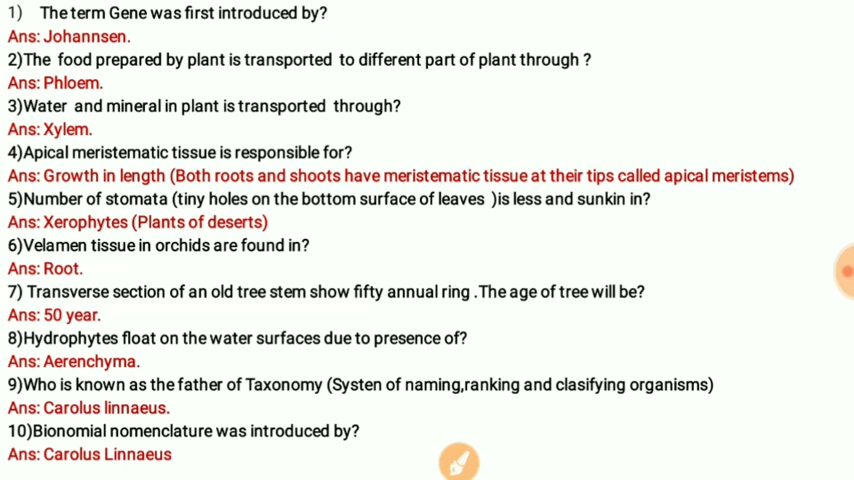 1) The term Gene was first introduced by?
Ans: Johannsen.
2)The food prepared by plant is transported to different part of plant through ?
Ans: Phloem.
3)Water and mineral in plant is transported through?
Ans: Xylem.
4)Apical meristematic tissue is responsible for?
Ans: Growth in length (Both roots and shoots have meristematic tissue at their tips called apical meristems)
5)Number of stomata (tiny holes on the bottom surface of leaves )is less and sunkin in?
Ans: Xerophytes (Plants of deserts)
6)Velamen tissue in orchids are found in?
Ans: Root.
7) Transverse section of an old tree stem show fifty annual ring .The age of tree will be?
Ans: 50 year.
8)Hydrophytes float on the water surfaces due to presence of?
Ans: Aerenchyma.
9)Who is known as the father of Taxonomy (Systen of naming,ranking and clasifying organisms)
Ans: Carolus linnaeus.
10)Bionomial nomenclature was introduced by?
Ans: Carolus Linnaeus